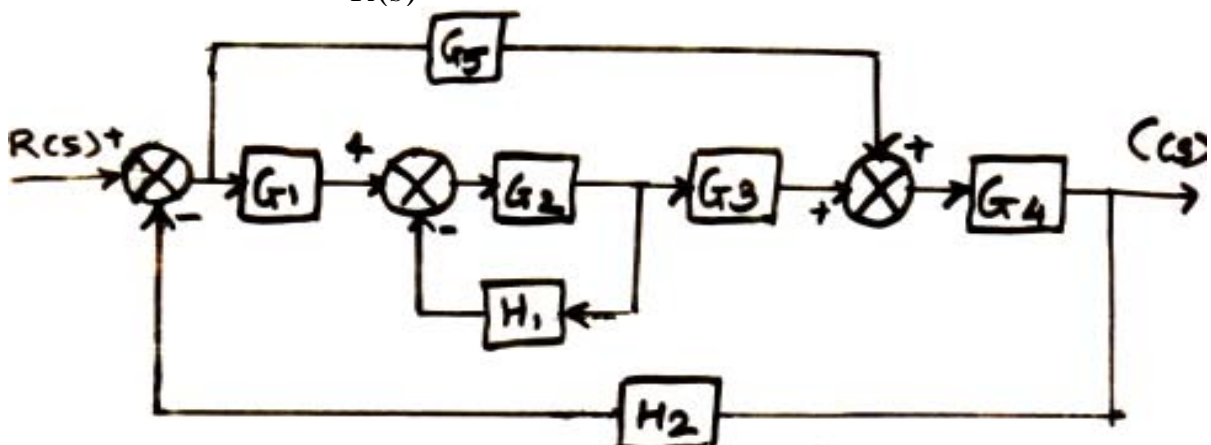 R(s)
G5
R(S) + G1 + G2 G3 + G4 C(s)
- - +
H1
H2